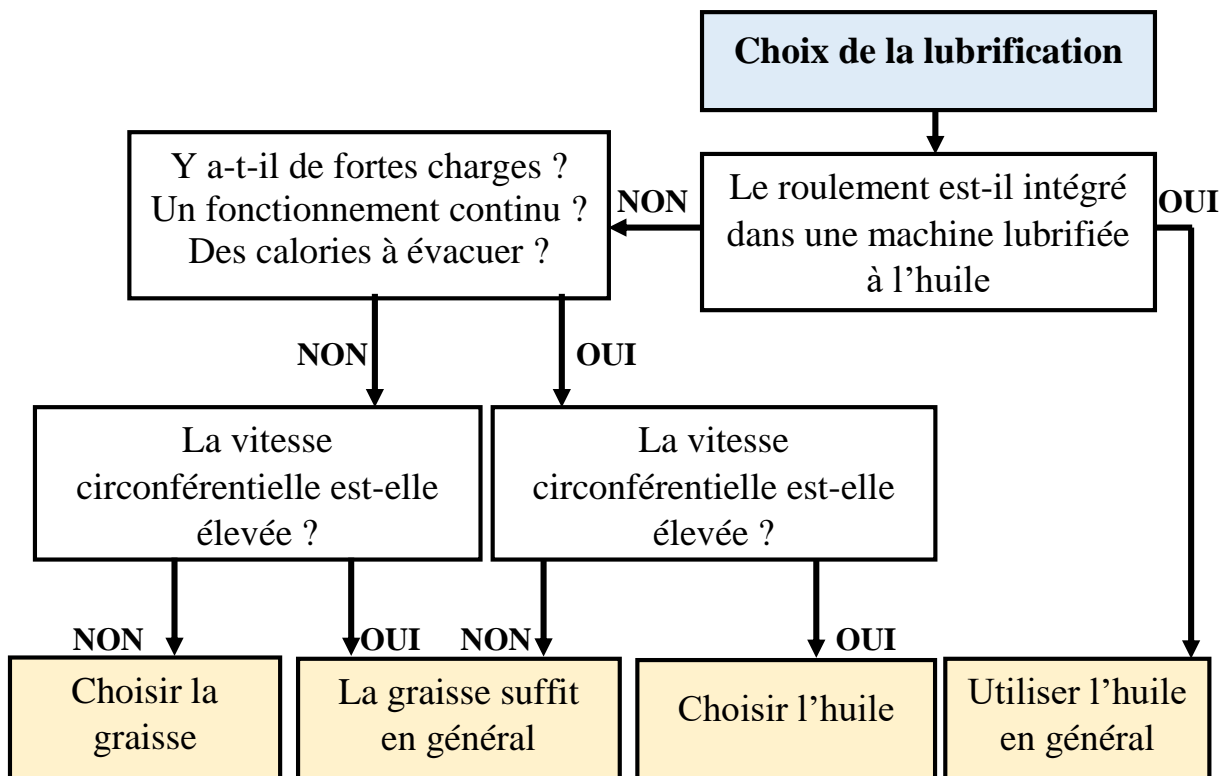 Choix de la lubrification
Y a-t-il de fortes charges ?
Un fonctionnement continu ?
Des calories à évacuer ?
NON
Le roulement est-il intégré
dans une machine lubrifiée
à l’huile
OUI
NON
OUI
La vitesse
circonférentielle est-elle
élevée ?
La vitesse
circonférentielle est-elle
élevée ?
NON
OUI
NON
OUI
Choisir la
graisse
La graisse suffit
en général
Choisir l’huile
Utiliser l’huile
en général